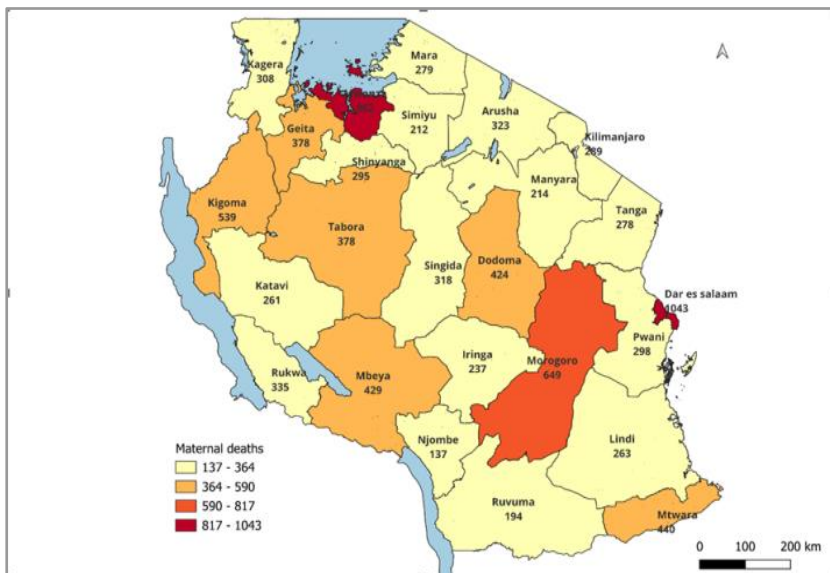 Mara
279
Kagera
308
Arusha
323
Simiyu
212
Geita
378
Kilimanjaro
289
Shinyanga
295
Manyara
214
Kigoma
539
Tanga
278
Tabora
378
Dodoma
424
Singida
318
Katavi
261
Dar es salaam
1043
Pwani
298
Iringa
237
Morogoro
649
Rukwa
335
Mbeya
429
Njombe
137
Lindi
263
Ruvuma
194
Mtwara
440
Maternal deaths
137 - 364
364 - 590
590 - 817
817 - 1043
0 100 200 km